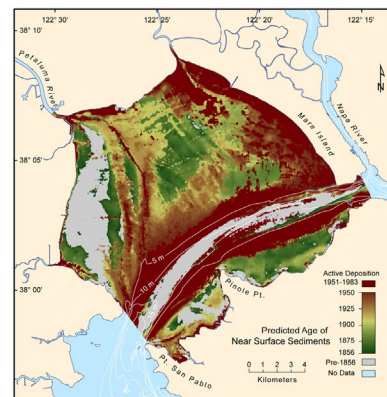 122° 30' 122° 25' 122° 20' 122° 15'
38° 10'
Petaluma River
N
Napa River
Mare Island
38° 05'
5 m
10 m
38° 00'
Pinole Pt.
Pt. San Pablo
Active Deposition
1951-1983
1950
1925
1900
1875
1856
Pre-1856
No Data
Predicted Age of
Near Surface Sediments
0 1 2 3 4
Kilometers